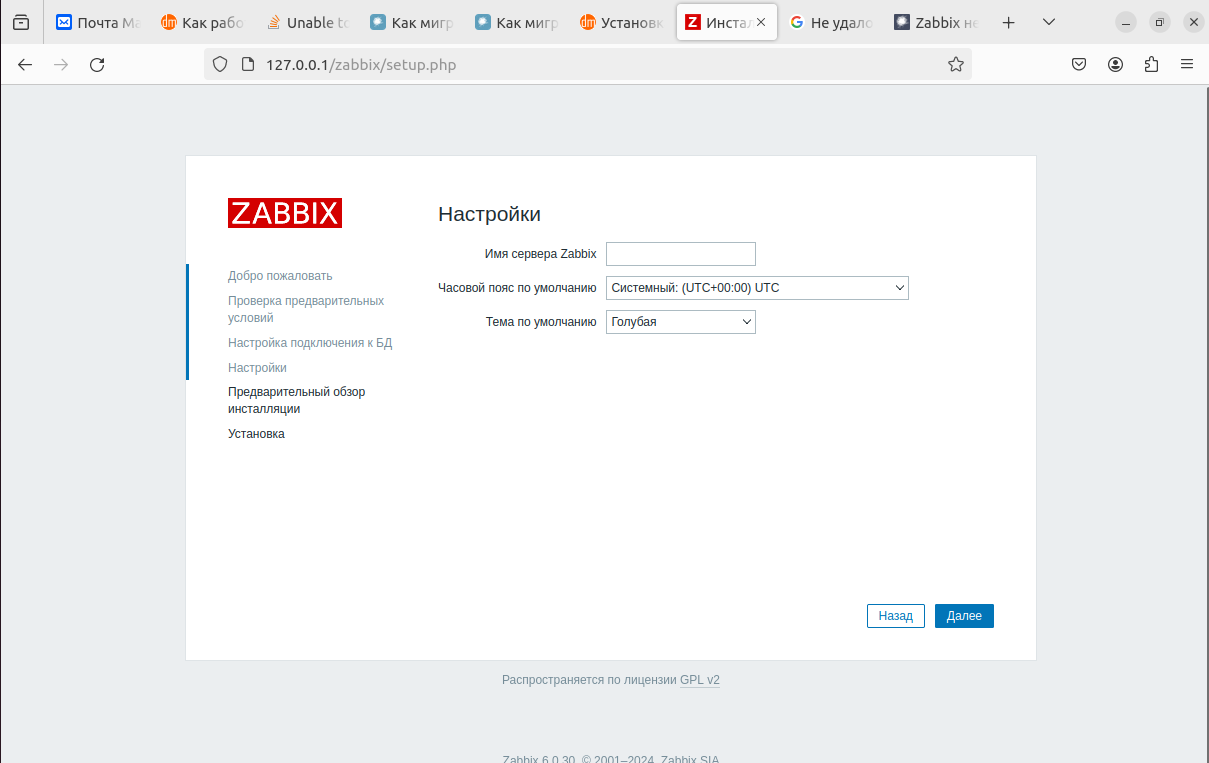 Почта Ma
Как рабо
Unable to
Как мигр
Как мигр
Установк
Инстал
Не удало
Zabbix не
127.0.0.1/zabbix/setup.php
ZABBIX
Добро пожаловать
Проверка предварительных
условий
Настройка подключения к БД
Настройки
Предварительный обзор
инсталляции
Установка
Настройки
Имя сервера Zabbix
Часовой пояс по умолчанию
Системный: (UTC+00:00) UTC
Тема по умолчанию
Голубая
Назад
Далее
Распространяется по лицензии GPL v2
Zabbix 6.0.30. © 2001–2024, Zabbix SIA